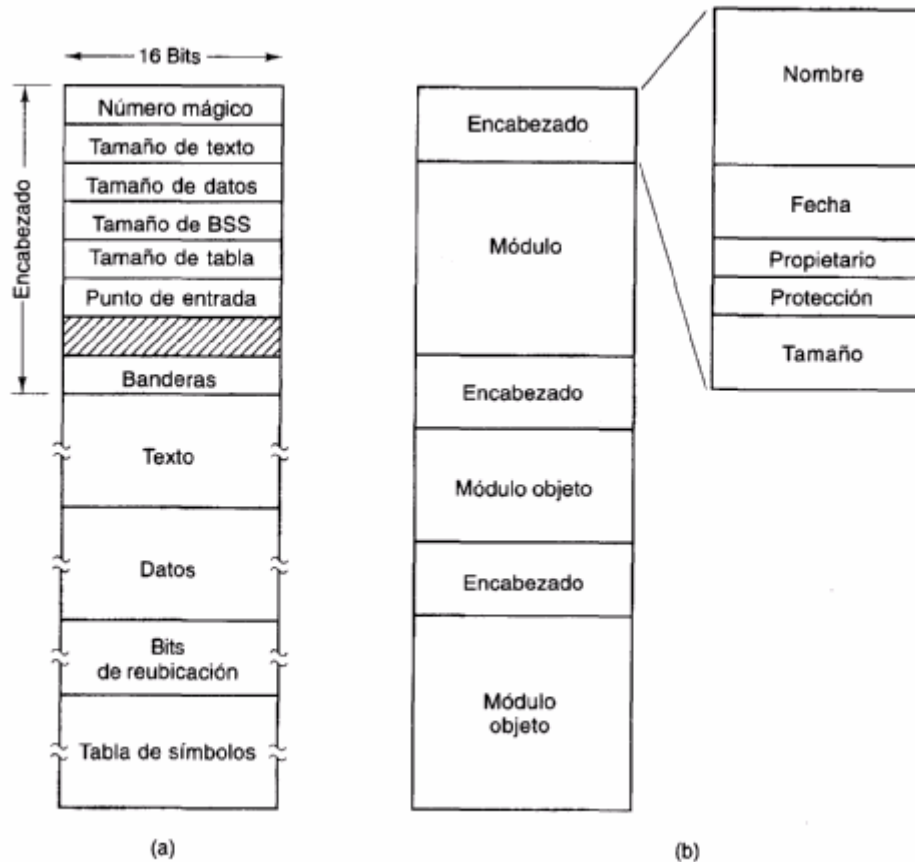 16 Bits
Encabezado
Número mágico
Tamaño de texto
Tamaño de datos
Tamaño de BSS
Tamaño de tabla
Punto de entrada
Banderas
Texto
Datos
Bits
de reubicación
Tabla de símbolos
(a)
Encabezado
Módulo
Encabezado
Módulo objeto
Encabezado
Módulo
objeto
(b)
Nombre
Fecha
Propietario
Protección
Tamaño